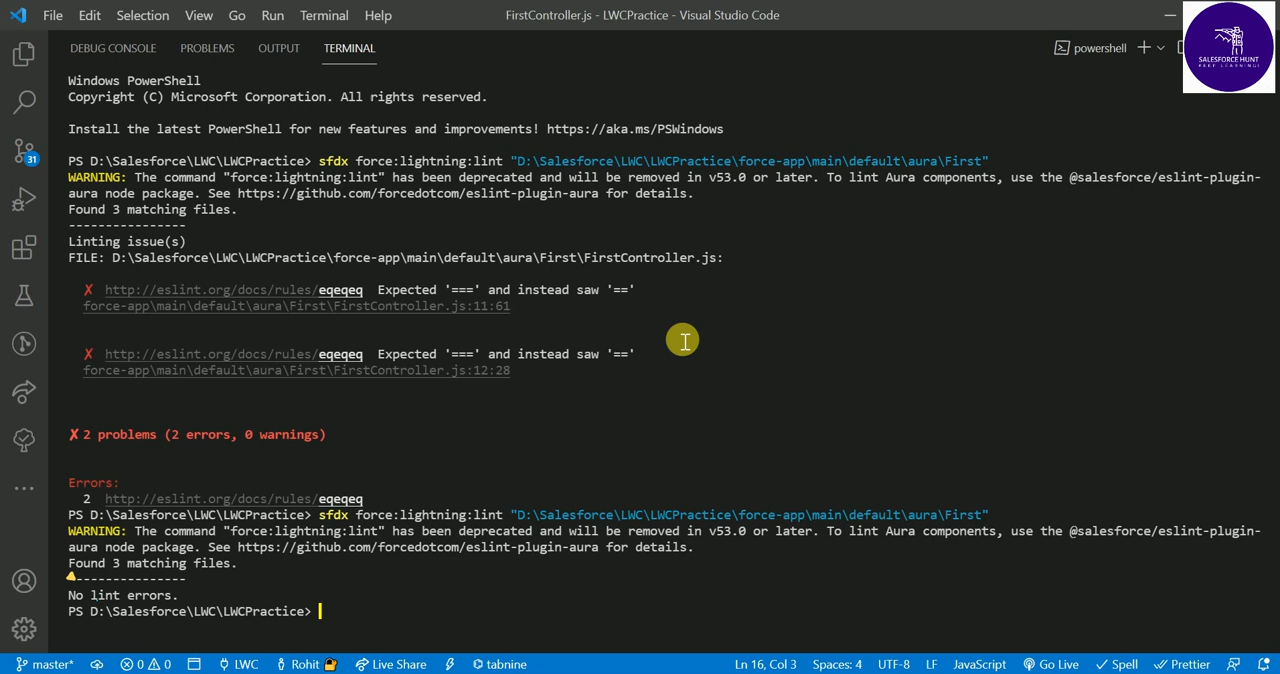 File Edit Selection View Go Run Terminal Help
FirstController.js - LWCPractice - Visual Studio Code
SALESFORCE HUNT
KEEP LEARNING!
DEBUG CONSOLE PROBLEMS OUTPUT TERMINAL
powershell
Windows PowerShell
Copyright (C) Microsoft Corporation. All rights reserved.
Install the latest PowerShell for new features and improvements! https://aka.ms/PSWindows
PS D:\Salesforce\LWC\LWCPractice> sfdx force:lightning:lint "D:\Salesforce\LWC\LWCPractice\force-app\main\default\aura\First"
WARNING: The command "force:lightning:lint" has been deprecated and will be removed in v53.0 or later. To lint Aura components, use the @salesforce/eslint-plugin-
aura node package. See https://github.com/forcedotcom/eslint-plugin-aura for details.
Found 3 matching files.
----------------
Linting issue(s)
FILE: D:\Salesforce\LWC\LWCPractice\force-app\main\default\aura\First\FirstController.js:
✗ http://eslint.org/docs/rules/eqeqeq Expected '===' and instead saw '=='
force-app\main\default\aura\First\FirstController.js:11:61
✗ http://eslint.org/docs/rules/eqeqeq Expected '===' and instead saw '=='
force-app\main\default\aura\First\FirstController.js:12:28
✗ 2 problems (2 errors, 0 warnings)
Errors:
2 http://eslint.org/docs/rules/eqeqeq
PS D:\Salesforce\LWC\LWCPractice> sfdx force:lightning:lint "D:\Salesforce\LWC\LWCPractice\force-app\main\default\aura\First"
WARNING: The command "force:lightning:lint" has been deprecated and will be removed in v53.0 or later. To lint Aura components, use the @salesforce/eslint-plugin-
aura node package. See https://github.com/forcedotcom/eslint-plugin-aura for details.
Found 3 matching files.
----------------
No lint errors.
PS D:\Salesforce\LWC\LWCPractice>
31
master* 0 0 LWC Rohit Live Share tabnine Ln 16, Col 3 Spaces: 4 UTF-8 LF JavaScript Go Live Spell Prettier